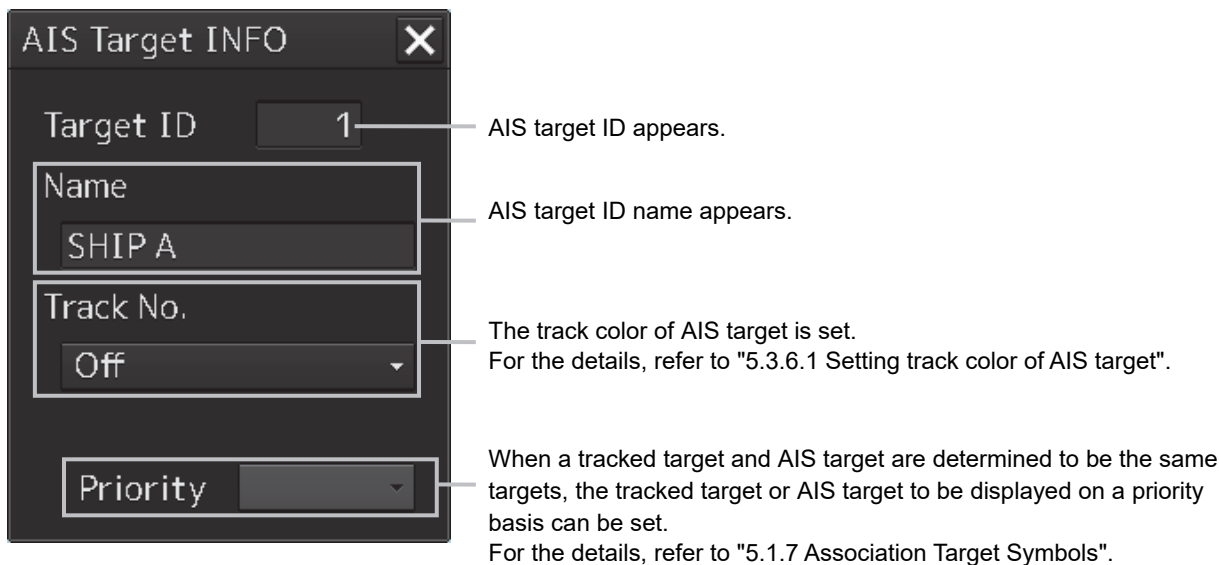 AIS Target INFO
Target ID 1
AIS target ID appears.
Name
AIS target ID name appears.
SHIP A
Track No.
The track color of AIS target is set.
Off
For the details, refer to "5.3.6.1 Setting track color of AIS target".
When a tracked target and AIS target are determined to be the same
Priority
targets, the tracked target or AIS target to be displayed on a priority
basis can be set.
For the details, refer to "5.1.7 Association Target Symbols".